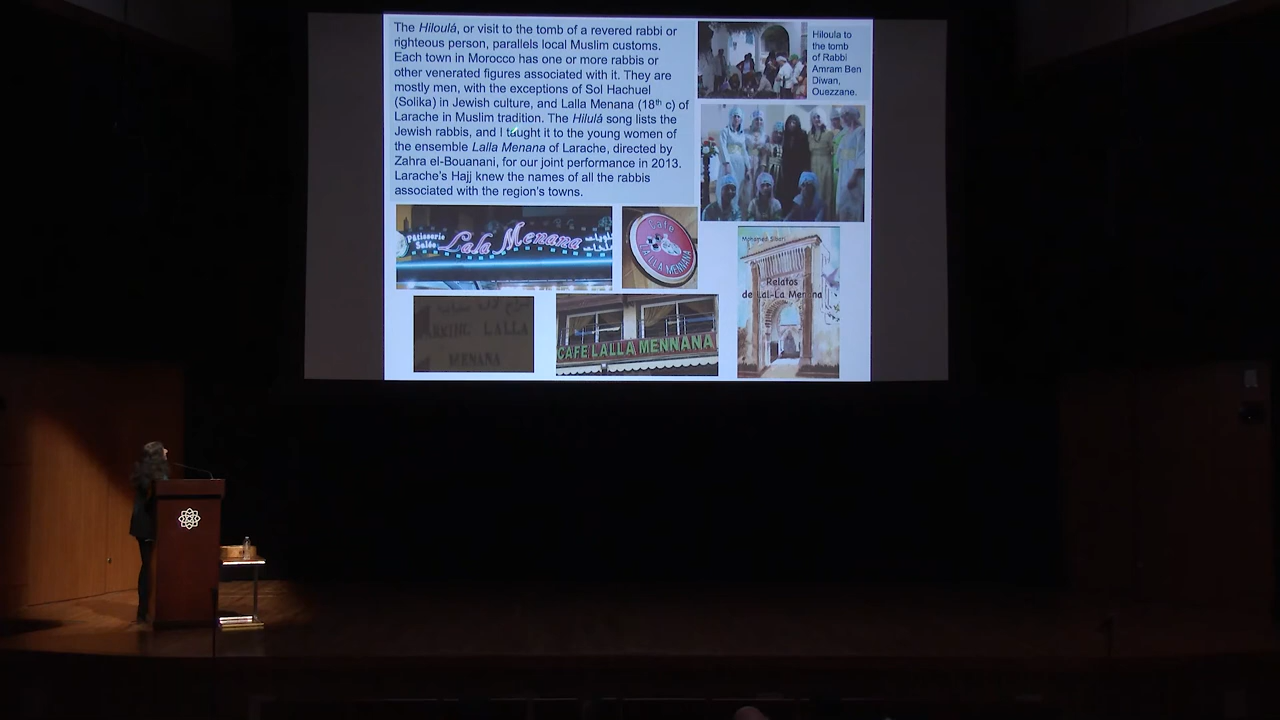 The Hiloulá, or visit to the tomb of a revered rabbi or
righteous person, parallels local Muslim customs.
Each town in Morocco has one or more rabbis or
other venerated figures associated with it. They are
mostly men, with the exceptions of Sol Hachuel
(Solika) in Jewish culture, and Lalla Menana (18th c) of
Larache in Muslim tradition. The Hilulá song lists the
Jewish rabbis, and I taught it to the young women of
the ensemble Lalla Menana of Larache, directed by
Zahra el-Bouanani, for our joint performance in 2013.
Larache's Hajj knew the names of all the rabbis
associated with the region's towns.
Hiloula to
the tomb
of Rabbi
Amram Ben
Diwan,
Ouezzane.
Pâtisserie
Salée
Lala Menana
Café
LALLA MENANA
LALLA
MENANA
CAFE LALLA MENNANA
Mohamed Sibari
Relatos
de Lal-La Menana